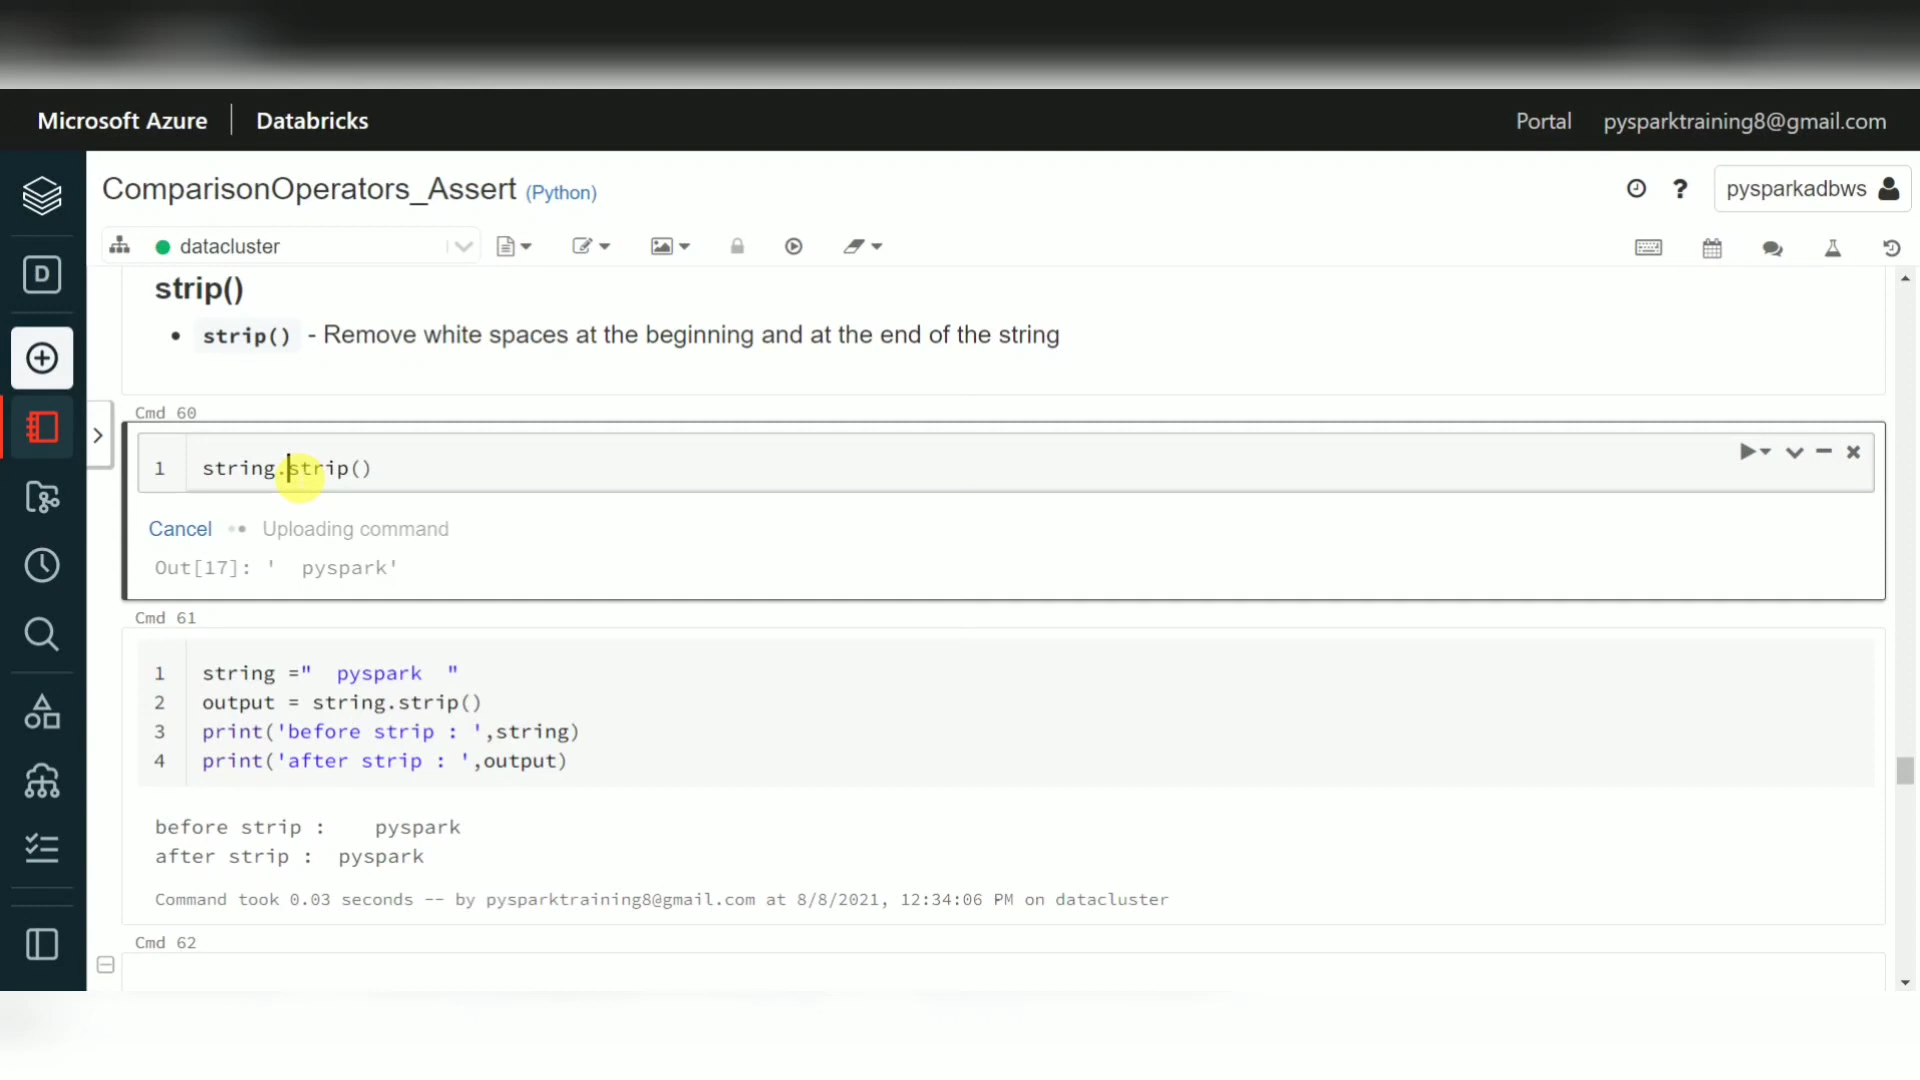 Microsoft Azure | Databricks
Portal pysparktraining8@gmail.com
ComparisonOperators_Assert (Python)
? pysparkadbws
datacluster
D
strip()
• strip() - Remove white spaces at the beginning and at the end of the string
Cmd 60
1 string.strip()
Cancel •• Uploading command
Out[17]: '  pyspark'
Cmd 61
1 string ="  pyspark  "
2 output = string.strip()
3 print('before strip : ',string)
4 print('after strip : ',output)
before strip :    pyspark
after strip :  pyspark
Command took 0.03 seconds -- by pysparktraining8@gmail.com at 8/8/2021, 12:34:06 PM on datacluster
Cmd 62